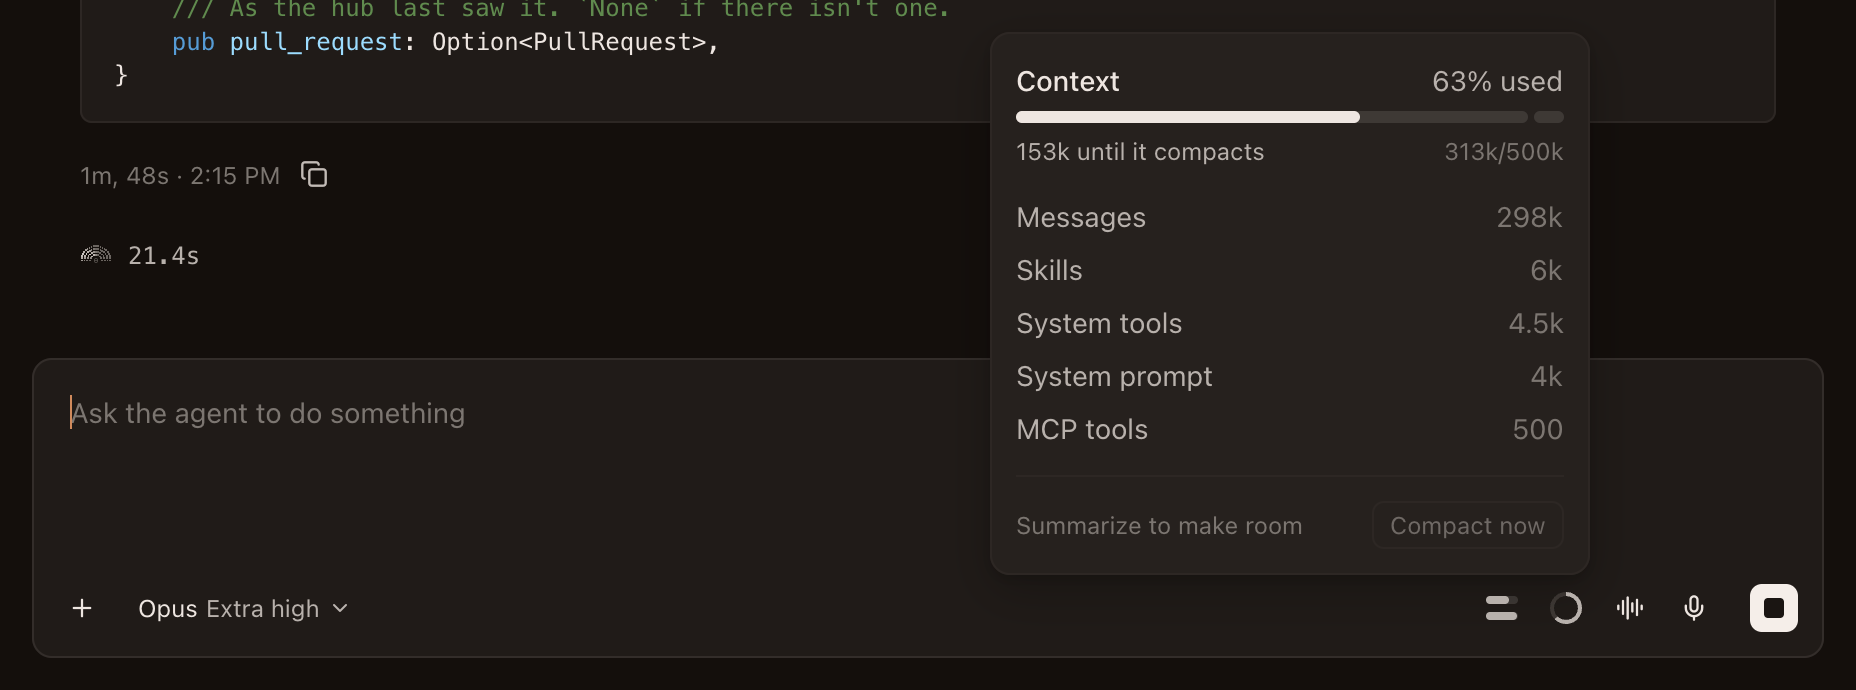 /// As the hub last saw it. `None` if there isn't one.
pub pull_request: Option<PullRequest>,
}
1m, 48s · 2:15 PM
21.4s
Context 63% used
153k until it compacts 313k/500k
Messages 298k
Skills 6k
System tools 4.5k
System prompt 4k
MCP tools 500
Summarize to make room Compact now
Ask the agent to do something
Opus Extra high